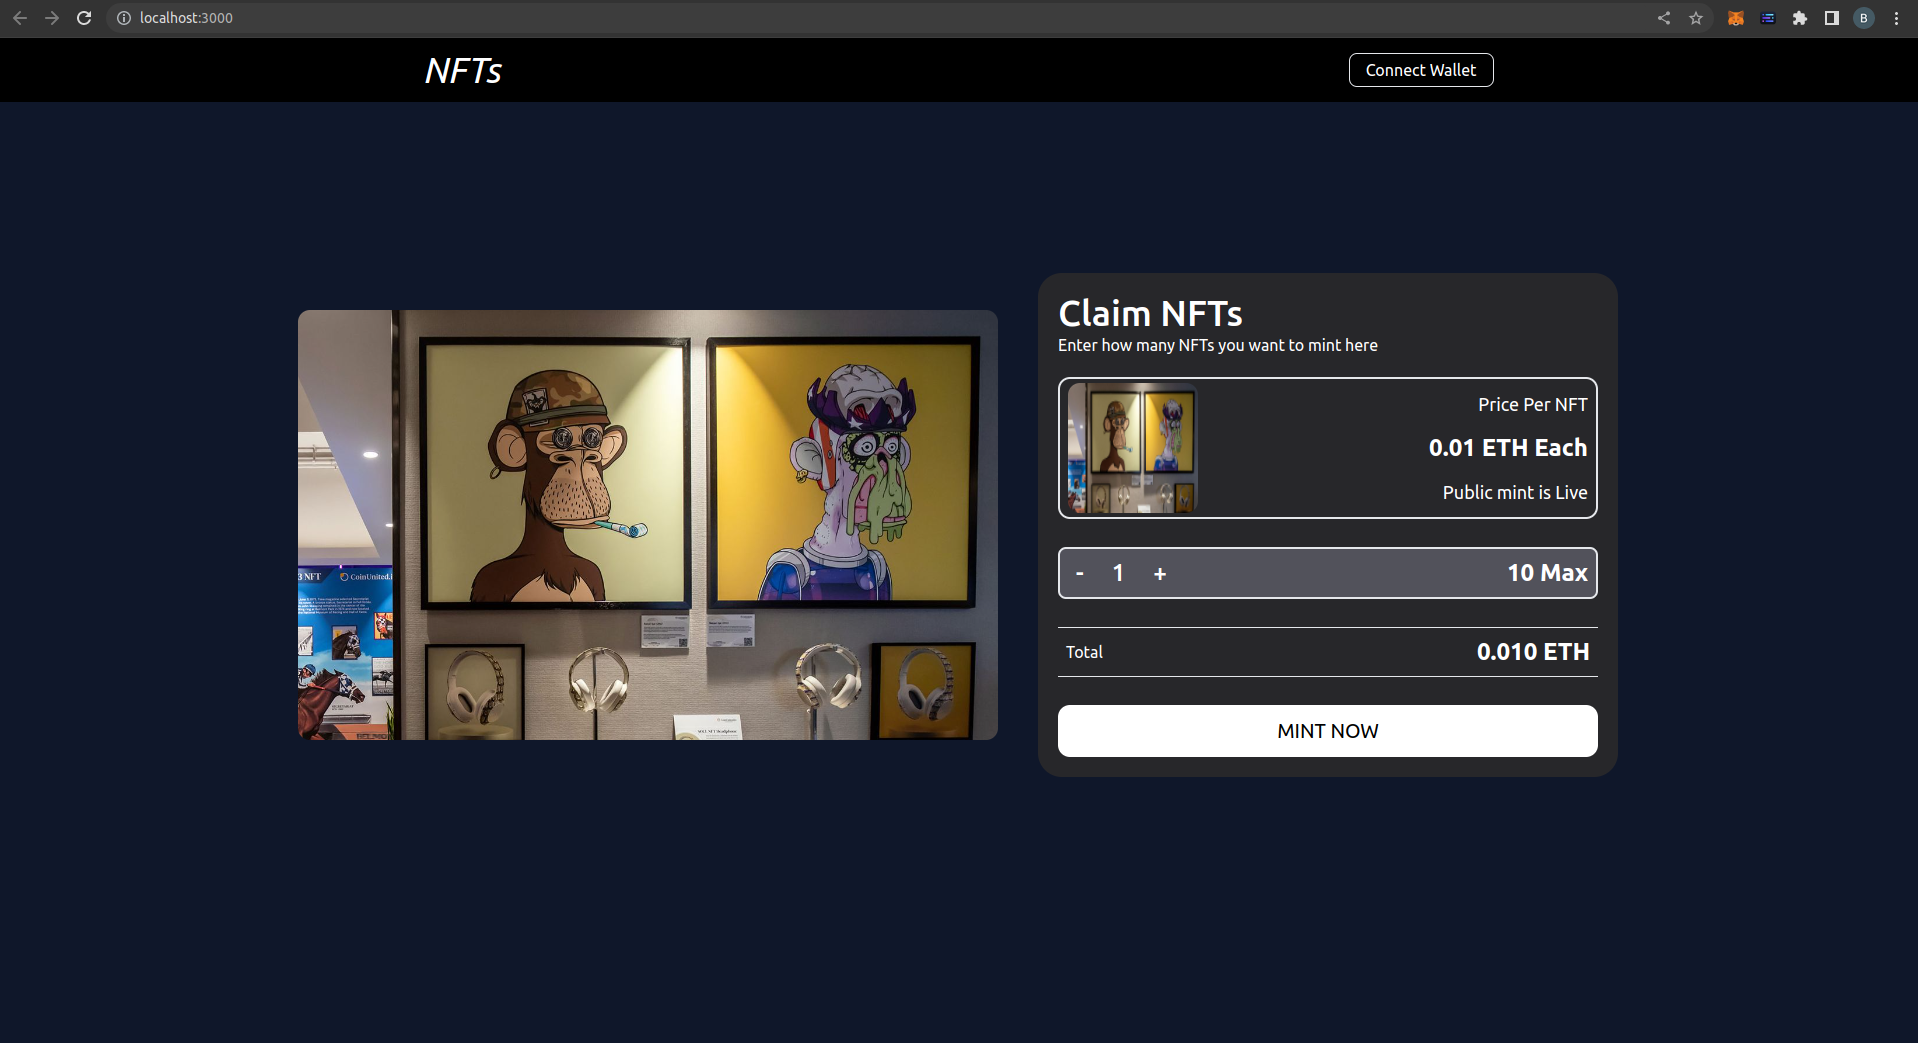 localhost:3000
B
NFTs
Connect Wallet
3 NFT
CoinUnited.i
Claim NFTs
Enter how many NFTs you want to mint here
Price Per NFT
0.01 ETH Each
Public mint is Live
- 1 +
10 Max
Total
0.010 ETH
MINT NOW